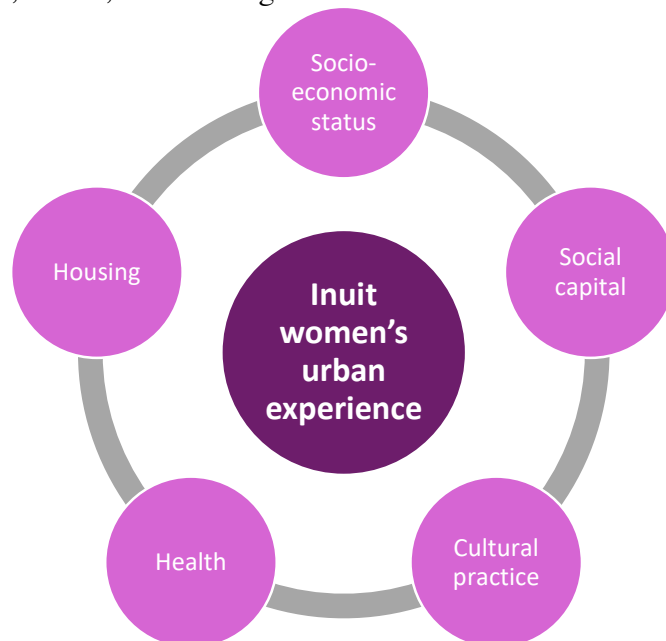 Socio-
economic
status
Housing
Social
capital
Inuit
women’s
urban
experience
Health
Cultural
practice